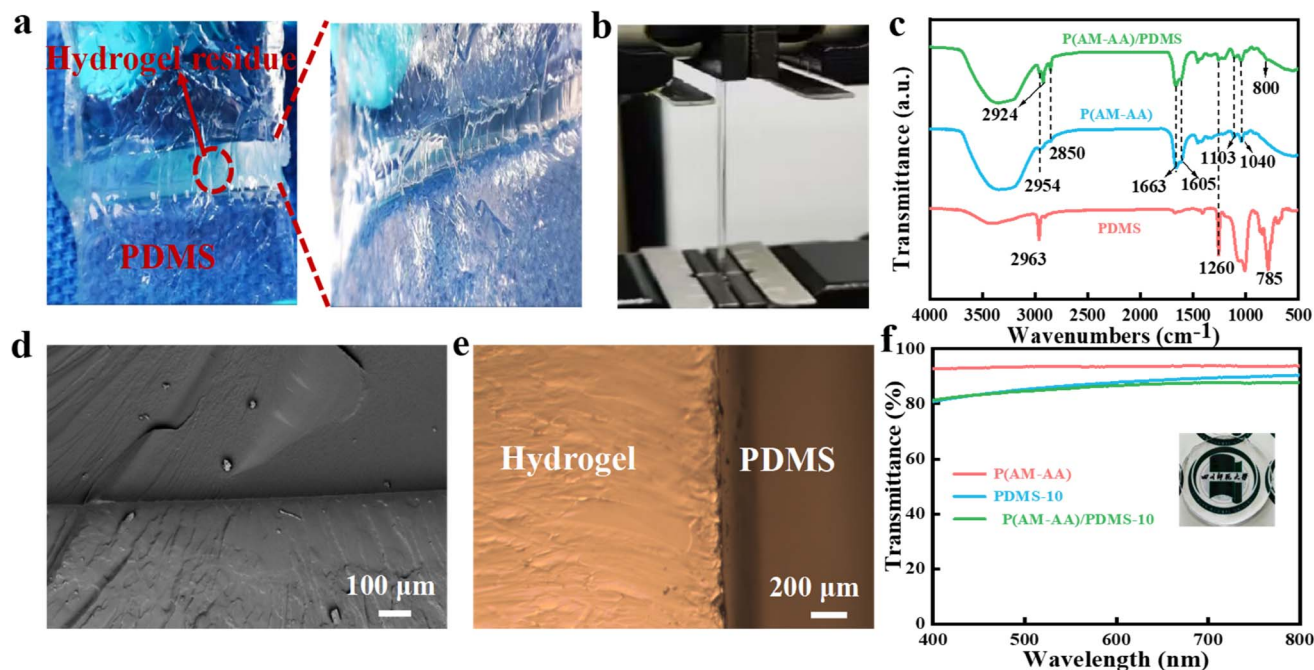 a
Hydrogel residue
PDMS
b
c
P(AM-AA)/PDMS
2924
800
P(AM-AA)
2850
2954
1663
1605
1103
1040
PDMS
2963
1260
785
Transmittance (a.u.)
4000 3500 3000 2500 2000 1500 1000 500
Wavenumbers (cm⁻¹)
d
100 μm
e
Hydrogel
PDMS
200 μm
f
100
80
60
40
20
0
Transmittance (%)
P(AM-AA)
PDMS-10
P(AM-AA)/PDMS-10
400 500 600 700 800
Wavelength (nm)